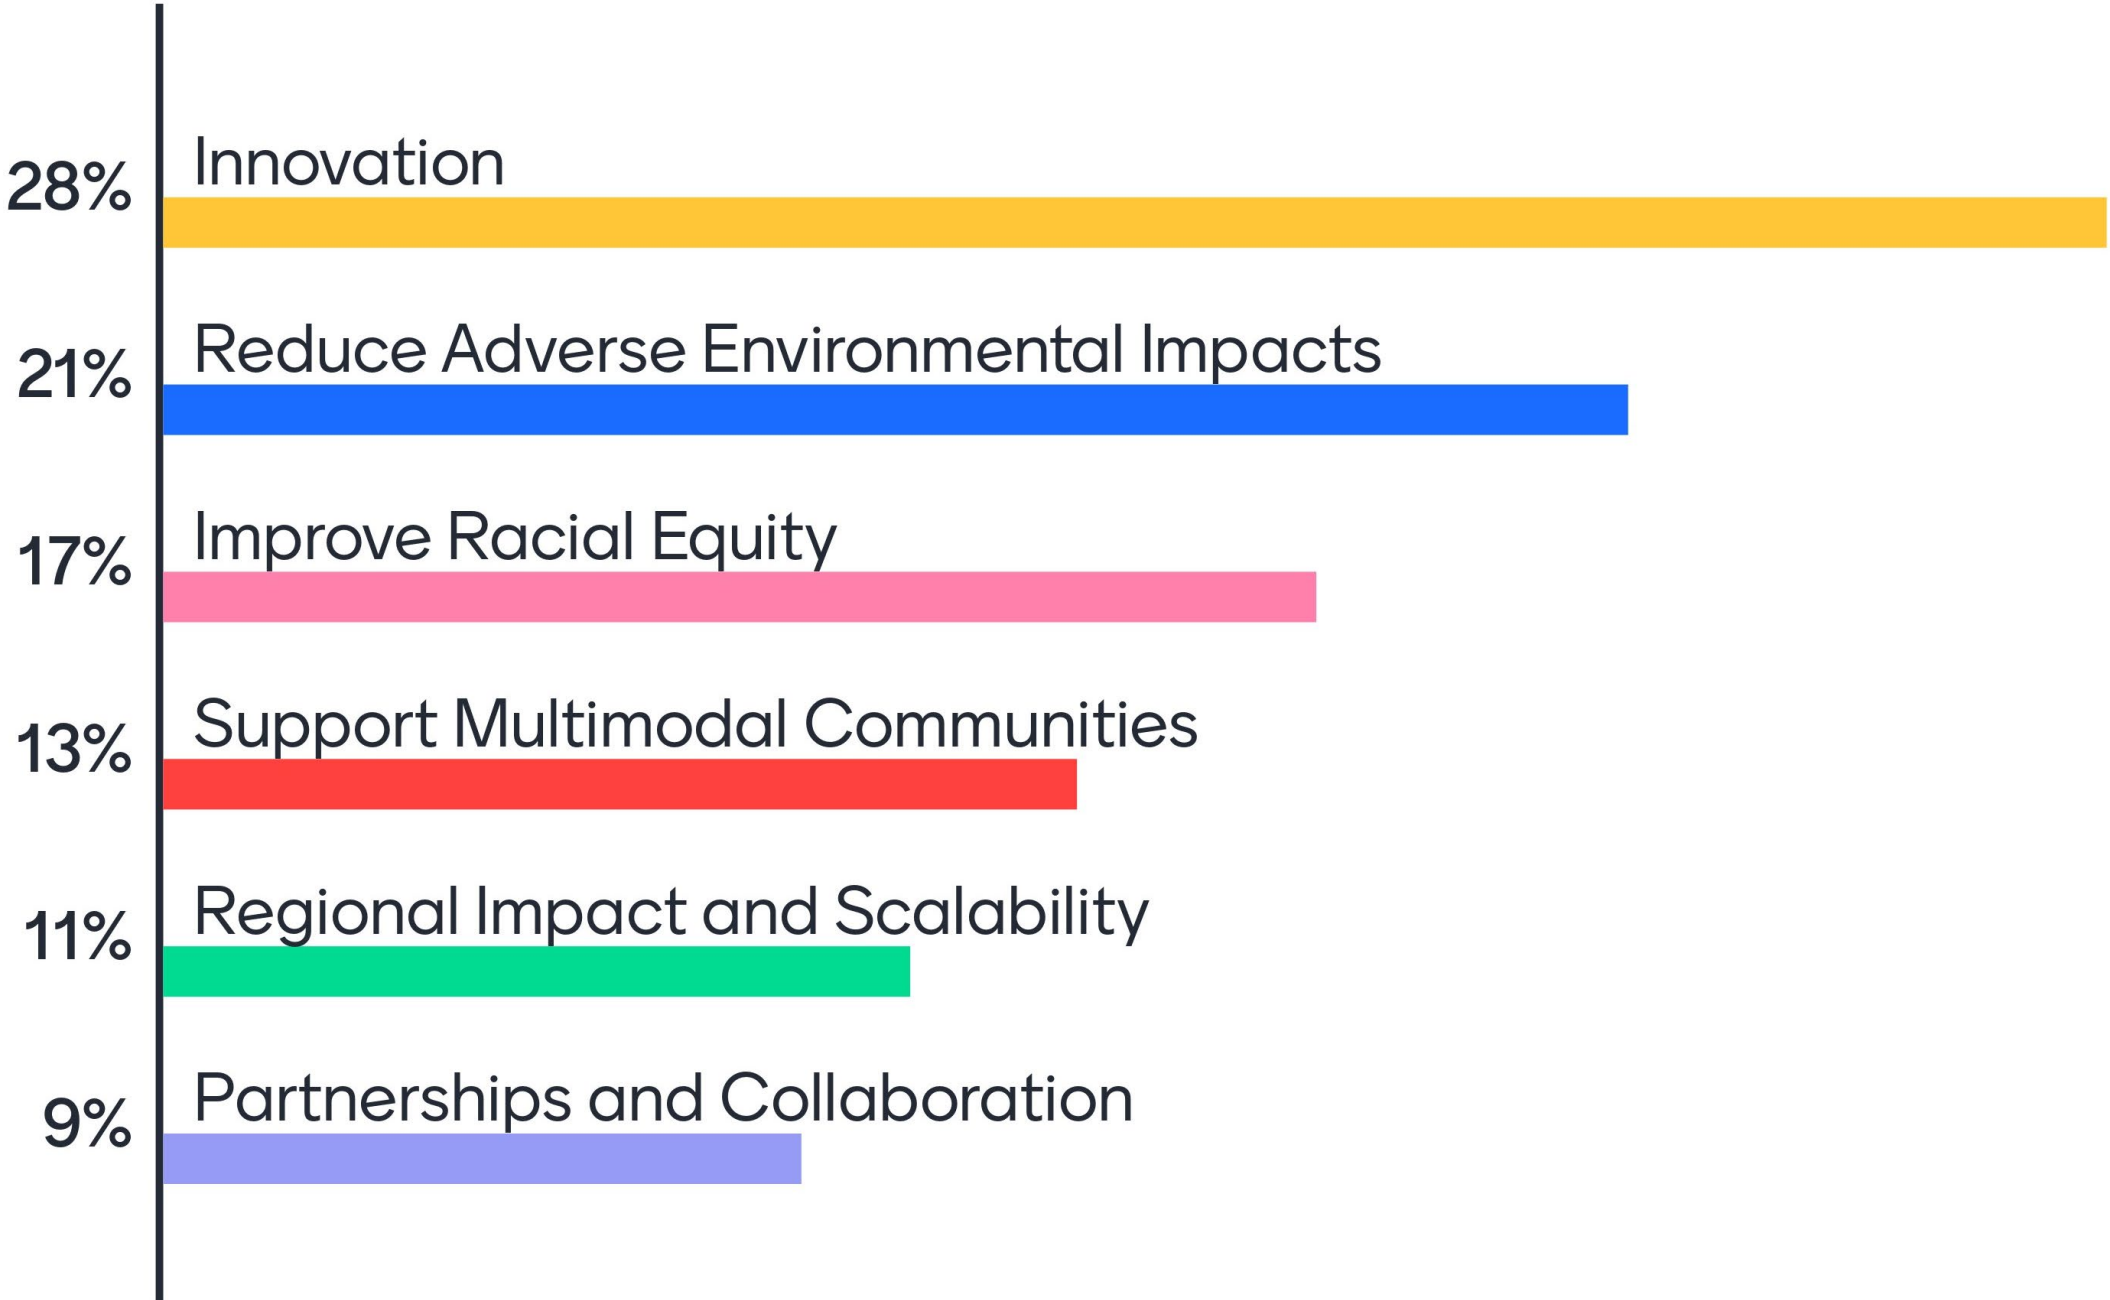 28%
Innovation
21%
Reduce Adverse Environmental Impacts
17%
Improve Racial Equity
13%
Support Multimodal Communities
11%
Regional Impact and Scalability
9%
Partnerships and Collaboration